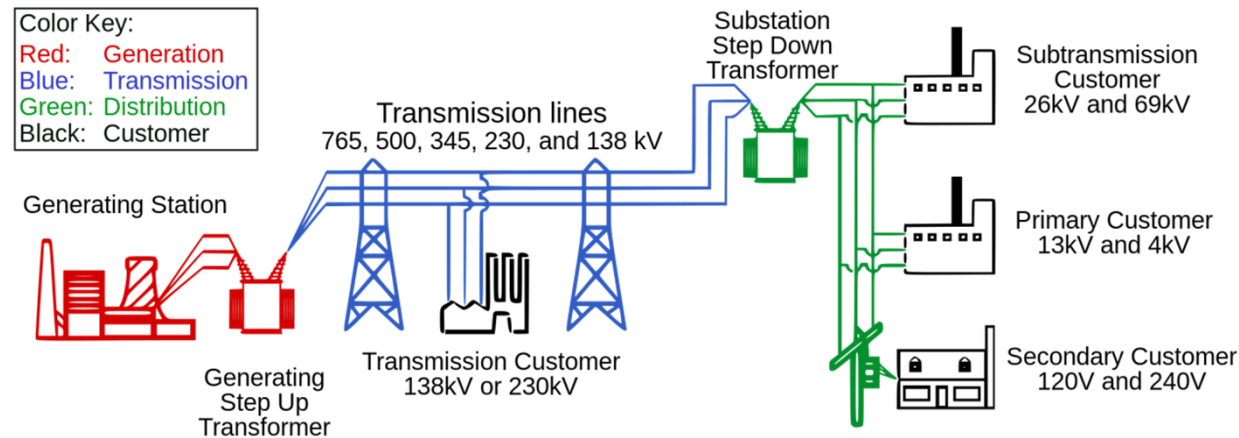 Color Key:
Red: Generation
Blue: Transmission
Green: Distribution
Black: Customer
Generating Station
Generating
Step Up
Transformer
Transmission lines
765, 500, 345, 230, and 138 kV
Transmission Customer
138kV or 230kV
Substation
Step Down
Transformer
Subtransmission
Customer
26kV and 69kV
Primary Customer
13kV and 4kV
Secondary Customer
120V and 240V